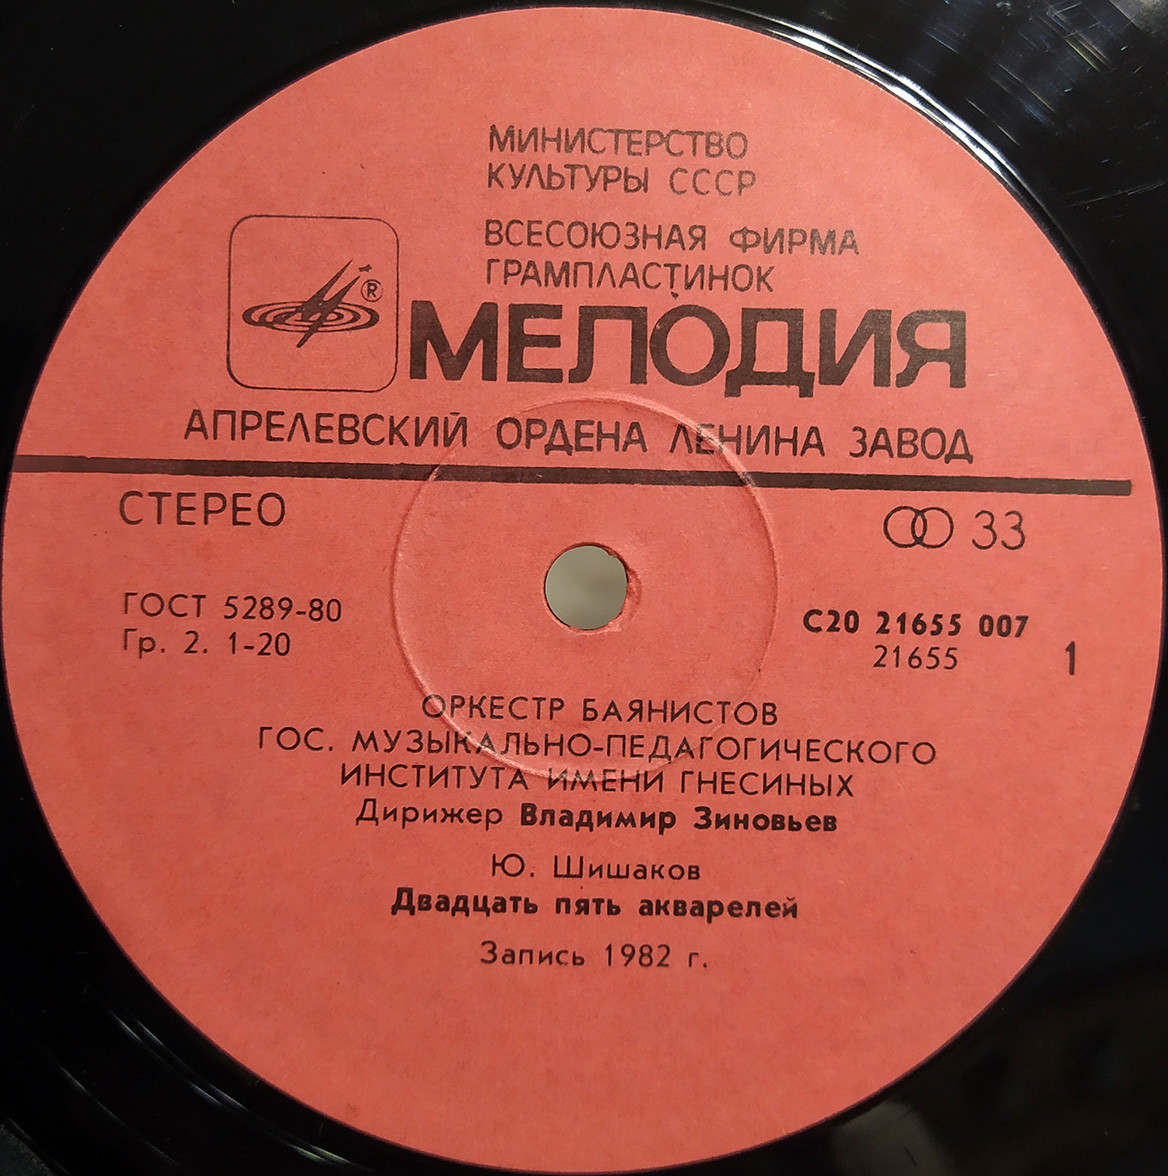 МИНИСТЕРСТВО
КУЛЬТУРЫ СССР
ВСЕСОЮЗНАЯ ФИРМА
ГРАМПЛАСТИНОК
®
МЕЛОДИЯ
АПРЕЛЕВСКИЙ ОРДЕНА ЛЕНИНА ЗАВОД
СТЕРЕО
33
ГОСТ 5289-80
Гр. 2. 1-20
С20 21655 007
21655
1
ОРКЕСТР БАЯНИСТОВ
ГОС. МУЗЫКАЛЬНО-ПЕДАГОГИЧЕСКОГО
ИНСТИТУТА ИМЕНИ ГНЕСИНЫХ
Дирижер Владимир Зиновьев
Ю. Шишаков
Двадцать пять акварелей
Запись 1982 г.